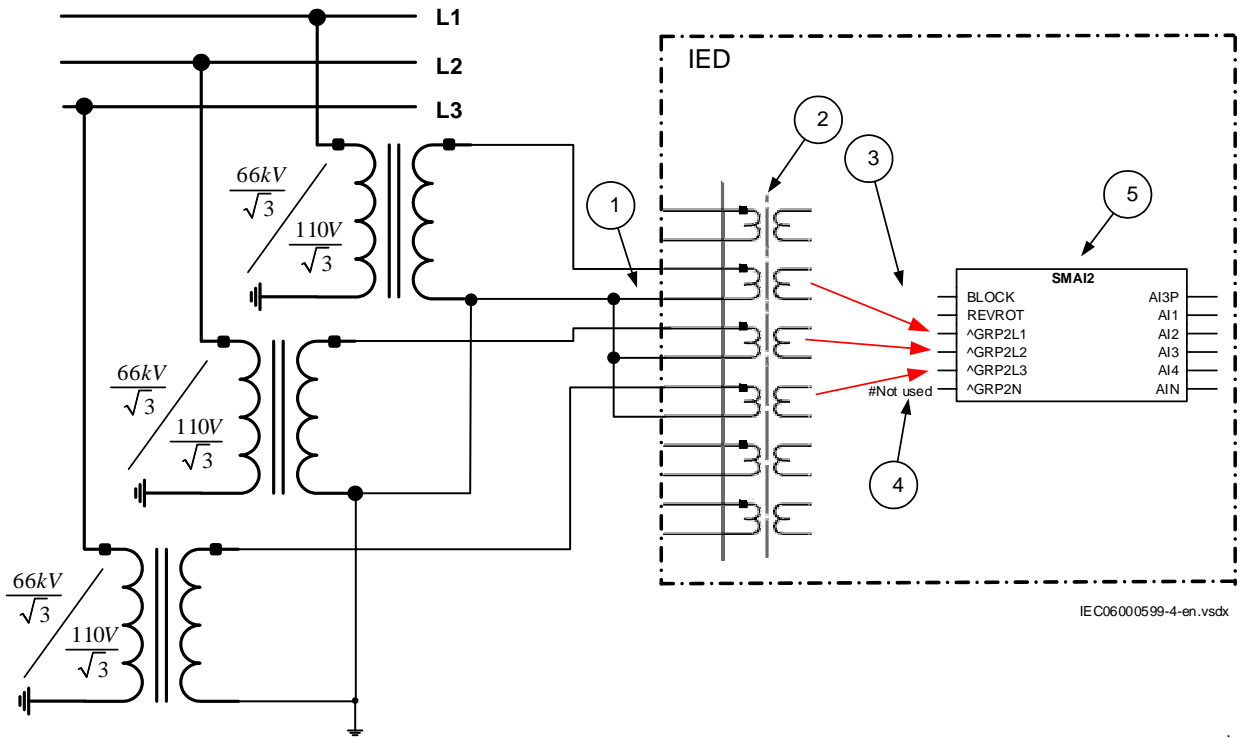 L1
L2
L3
IED
66kV
√3
110V
√3
66kV
√3
110V
√3
66kV
√3
110V
√3
1
2
3
4
5
SMAI2
BLOCK AI3P
REVROT AI1
^GRP2L1 AI2
^GRP2L2 AI3
^GRP2L3 AI4
#Not used ^GRP2N AIN
IEC06000599-4-en.vsdx